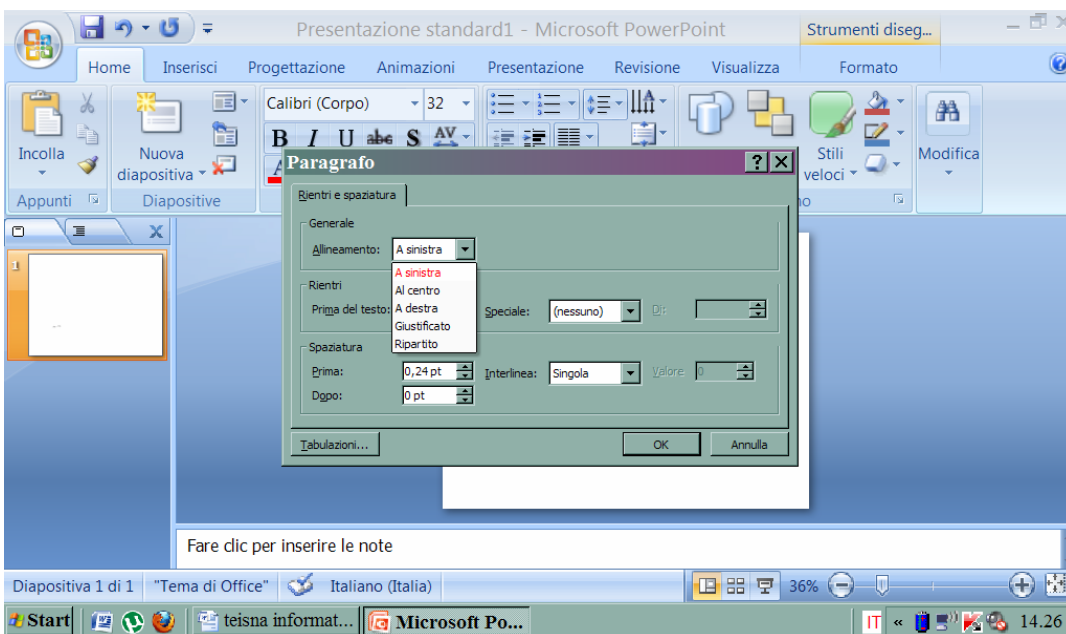 Presentazione standard1 - Microsoft PowerPoint
Strumenti diseg...
Home Inserisci Progettazione Animazioni Presentazione Revisione Visualizza Formato
Calibri (Corpo) 32
B I U abe S AV
Incolla
Nuova
diapositiva
Stili
veloci
Modifica
Appunti
Diapositive
Paragrafo
Rientri e spaziatura
Generale
Allineamento: A sinistra
A sinistra
Al centro
A destra
Giustificato
Ripartito
Rientri
Prima del testo: Speciale: (nessuno) Di:
Spaziatura
Prima: 0,24 pt Interlinea: Singola Valore 0
Dopo: 0 pt
Tabulazioni... OK Annulla
1
Fare clic per inserire le note
Diapositiva 1 di 1 "Tema di Office" Italiano (Italia) 36%
Start teisna informat... Microsoft Po... IT « 14.26